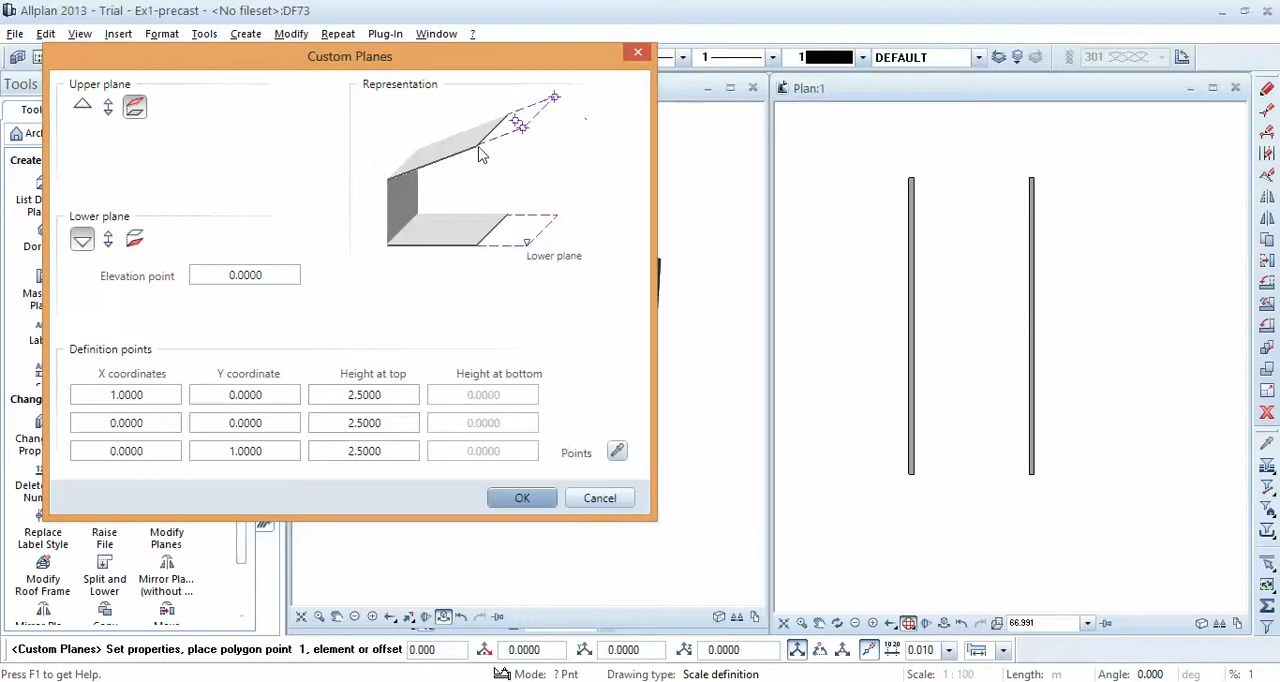 Allplan 2013 - Trial - Ex1-precast - <No fileset>:DF73
File Edit View Insert Format Tools Create Modify Repeat Plug-In Window ?
Custom Planes
1 1 DEFAULT 301
Tools
Upper plane
Representation
Plan:1
Lower plane
Elevation point 0.0000
Lower plane
Definition points
X coordinates Y coordinate Height at top Height at bottom
1.0000 0.0000 2.5000 0.0000
0.0000 0.0000 2.5000 0.0000
0.0000 1.0000 2.5000 0.0000
Points
OK Cancel
Create
List D
Replace Label Style
Raise File
Modify Planes
Modify Roof Frame
Split and Lower
Mirror Pla... (without ...
66.991
<Custom Planes> Set properties, place polygon point 1, element or offset 0.000 0.0000 0.0000 0.0000 0.010
Press F1 to get Help. Mode: ? Pnt Drawing type: Scale definition Scale: 1 : 100 Length: m Angle: 0.000 deg %: 1